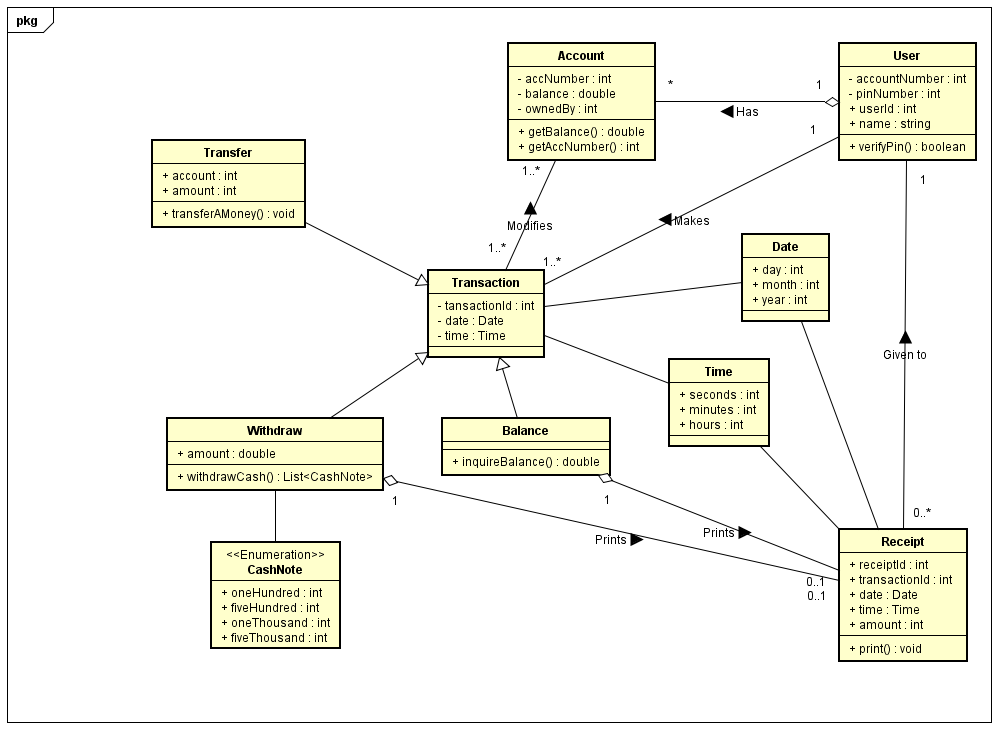 pkg
Account
- accNumber : int
- balance : double
- ownedBy : int
+ getBalance() : double
+ getAccNumber() : int
User
- accountNumber : int
- pinNumber : int
+ userId : int
+ name : string
+ verifyPin() : boolean
*
1
Has
1
1
Transfer
+ account : int
+ amount : int
+ transferAMoney() : void
1..*
Modifies
1..*
Makes
1..*
Transaction
- tansactionId : int
- date : Date
- time : Time
Date
+ day : int
+ month : int
+ year : int
Given to
Time
+ seconds : int
+ minutes : int
+ hours : int
Withdraw
+ amount : double
+ withdrawCash() : List<CashNote>
Balance
+ inquireBalance() : double
1
1
Prints
Prints
0..*
0..1
0..1
<<Enumeration>>
CashNote
+ oneHundred : int
+ fiveHundred : int
+ oneThousand : int
+ fiveThousand : int
Receipt
+ receiptId : int
+ transactionId : int
+ date : Date
+ time : Time
+ amount : int
+ print() : void